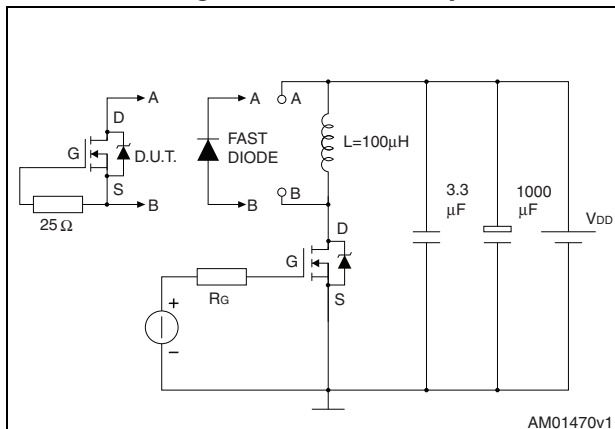 A
D
G
D.U.T.
S
B
25 Ω
A
FAST
DIODE
B
A
L=100μH
B
D
G
S
RG
+
–
3.3
μF
1000
μF
VDD
AM01470v1